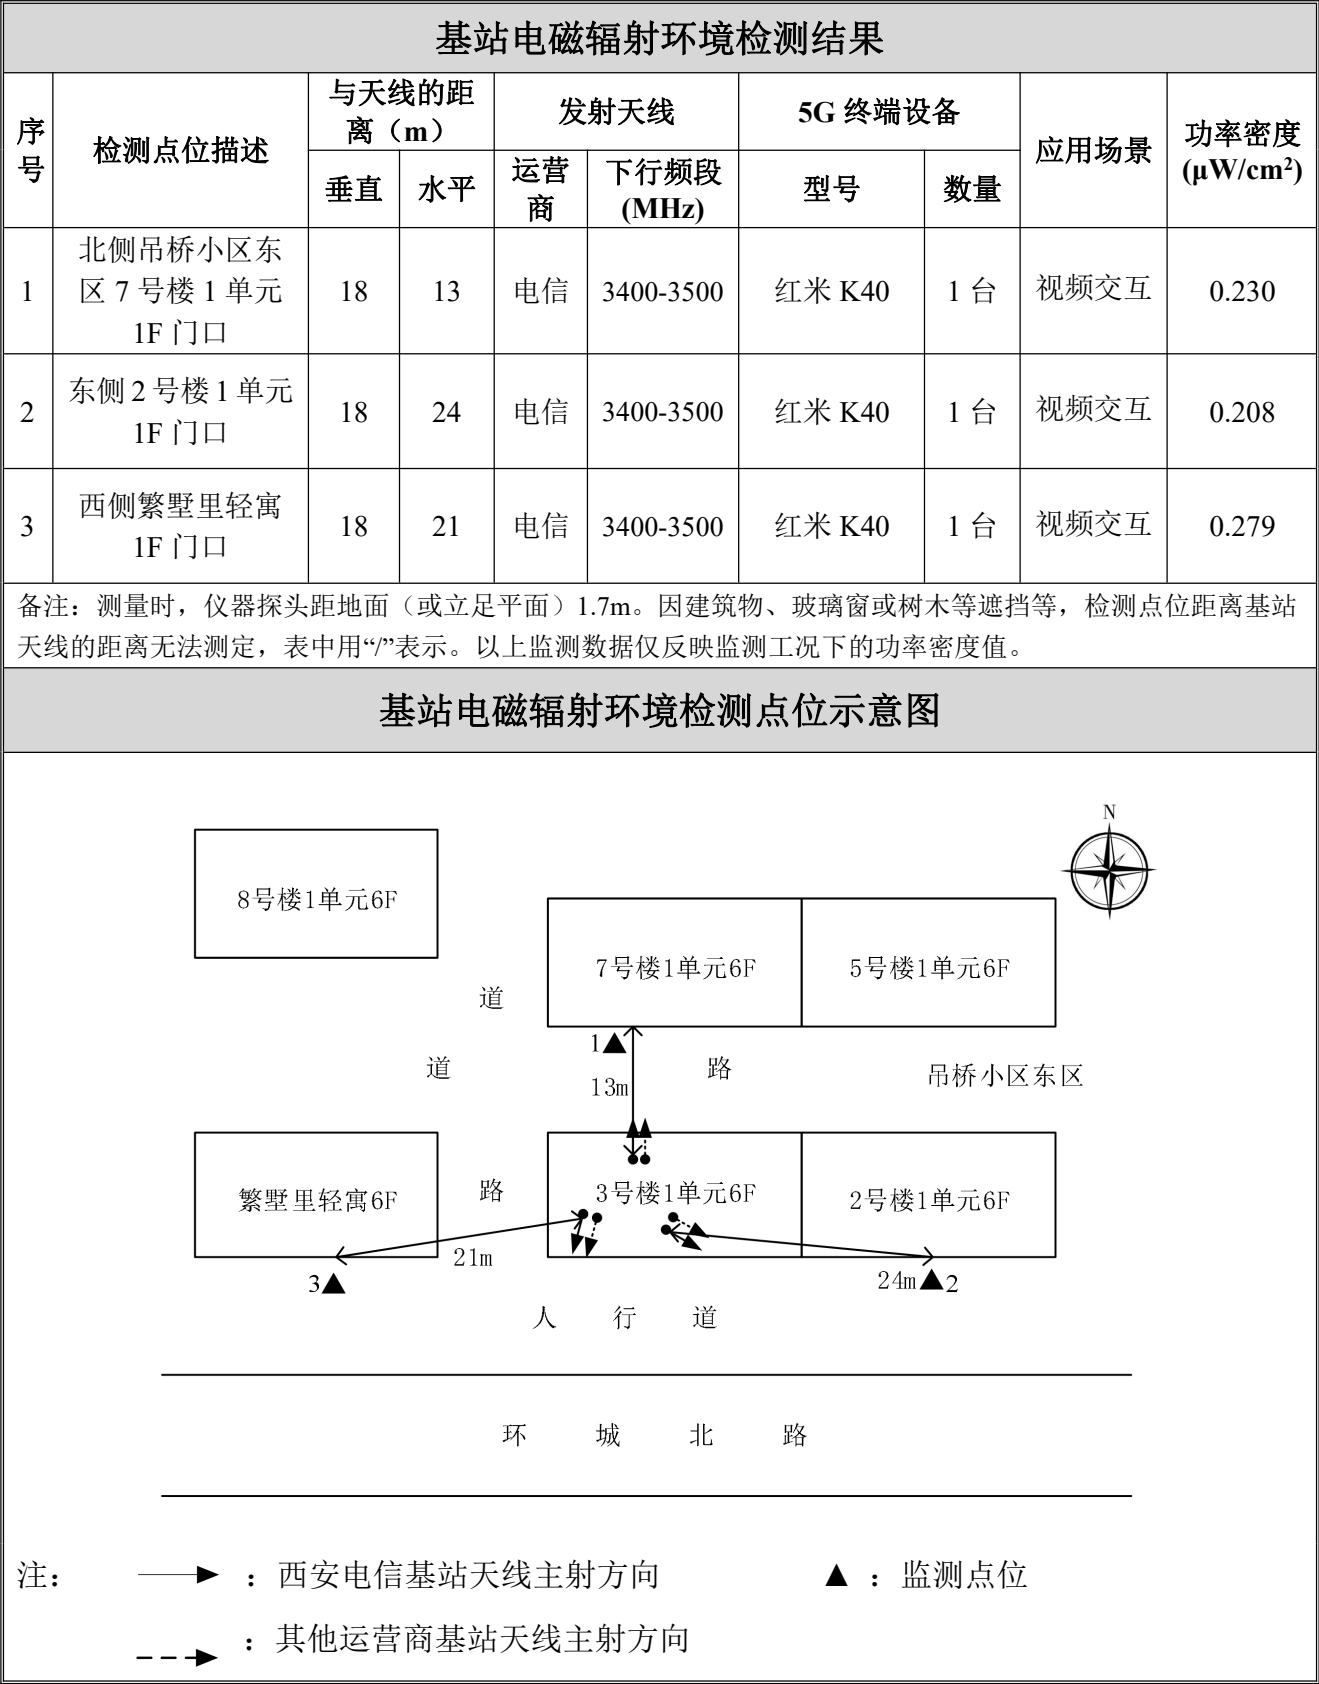 基站电磁辐射环境检测结果
序号
检测点位描述
与天线的距离（m）
发射天线
5G 终端设备
应用场景
功率密度
(μW/cm²)
垂直
水平
运营商
下行频段
(MHz)
型号
数量
1
北侧吊桥小区东
区 7 号楼 1 单元
1F 门口
18
13
电信
3400-3500
红米 K40
1 台
视频交互
0.230
2
东侧 2 号楼 1 单元
1F 门口
18
24
电信
3400-3500
红米 K40
1 台
视频交互
0.208
3
西侧繁墅里轻寓
1F 门口
18
21
电信
3400-3500
红米 K40
1 台
视频交互
0.279
备注：测量时，仪器探头距地面（或立足平面）1.7m。因建筑物、玻璃窗或树木等遮挡等，检测点位距离基站
天线的距离无法测定，表中用“/”表示。以上监测数据仅反映监测工况下的功率密度值。
基站电磁辐射环境检测点位示意图
N
8号楼1单元6F
7号楼1单元6F
5号楼1单元6F
道
1▲
道
路
吊桥小区东区
13m
繁墅里轻寓6F
路
3号楼1单元6F
2号楼1单元6F
21m
3▲
24m▲2
人 行 道
环 城 北 路
注：
：西安电信基站天线主射方向
▲：监测点位
：其他运营商基站天线主射方向